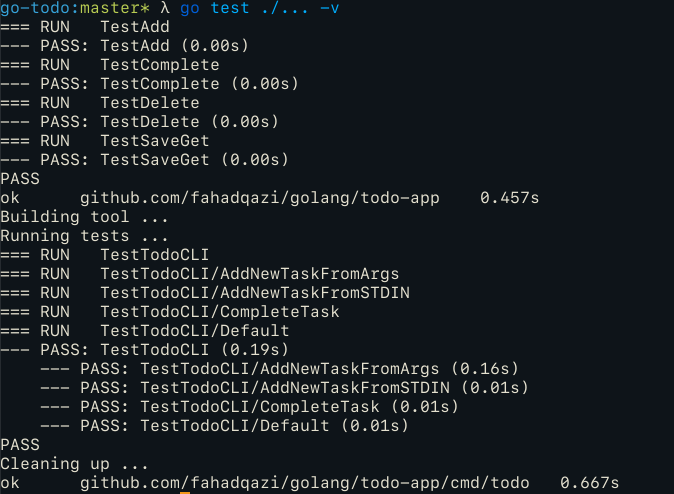 go-todo:master* λ go test ./... -v
=== RUN   TestAdd
--- PASS: TestAdd (0.00s)
=== RUN   TestComplete
--- PASS: TestComplete (0.00s)
=== RUN   TestDelete
--- PASS: TestDelete (0.00s)
=== RUN   TestSaveGet
--- PASS: TestSaveGet (0.00s)
PASS
ok      github.com/fahadqazi/golang/todo-app    0.457s
Building tool ...
Running tests ...
=== RUN   TestTodoCLI
=== RUN   TestTodoCLI/AddNewTaskFromArgs
=== RUN   TestTodoCLI/AddNewTaskFromSTDIN
=== RUN   TestTodoCLI/CompleteTask
=== RUN   TestTodoCLI/Default
--- PASS: TestTodoCLI (0.19s)
    --- PASS: TestTodoCLI/AddNewTaskFromArgs (0.16s)
    --- PASS: TestTodoCLI/AddNewTaskFromSTDIN (0.01s)
    --- PASS: TestTodoCLI/CompleteTask (0.01s)
    --- PASS: TestTodoCLI/Default (0.01s)
PASS
Cleaning up ...
ok      github.com/fahadqazi/golang/todo-app/cmd/todo   0.667s